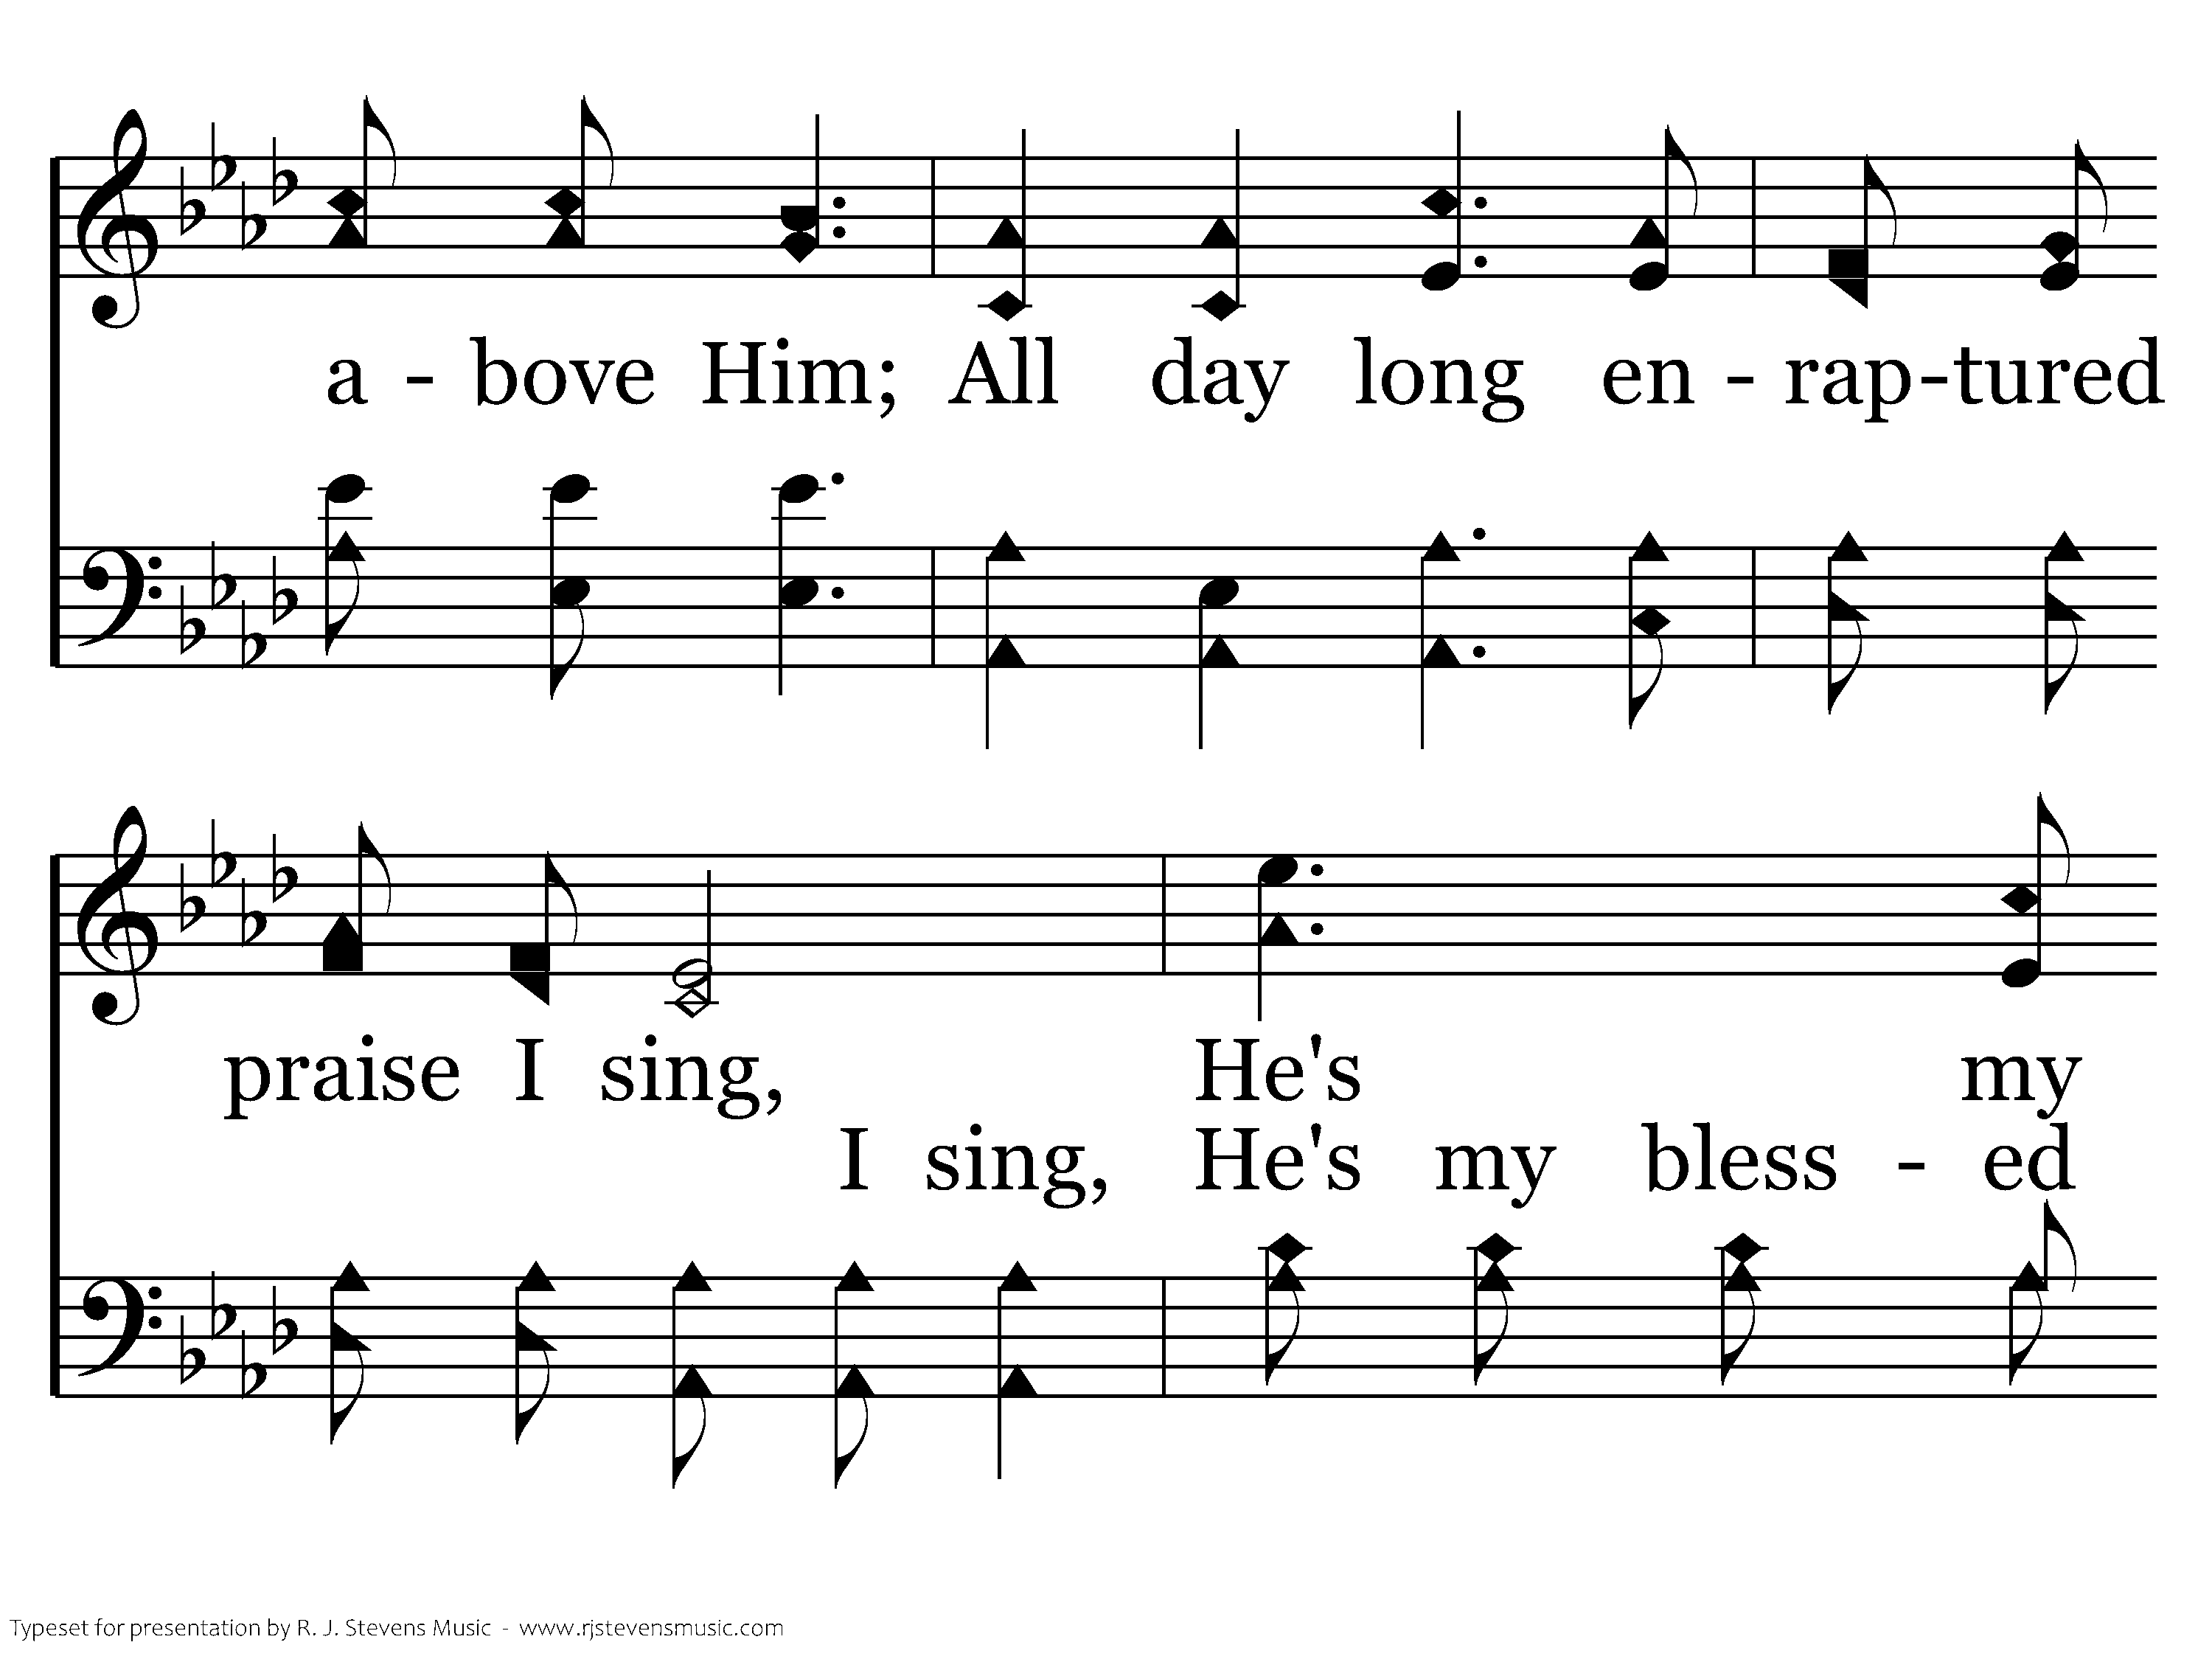 a - bove Him; All day long en - rap-tured
praise I sing, He's my
I sing, He's my bless - ed
Typeset for presentation by R. J. Stevens Music - www.rjstevensmusic.com